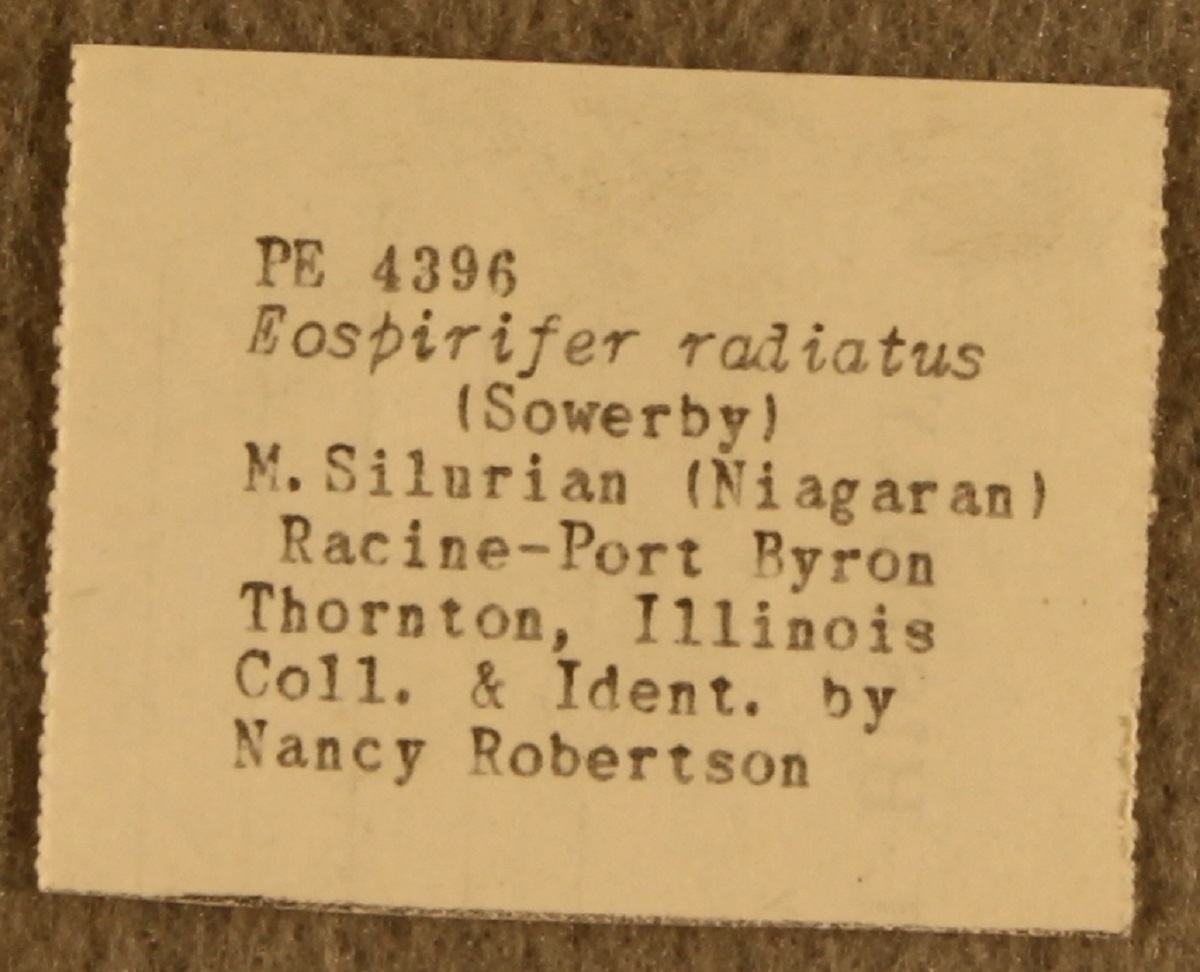 PE 4396
Eospirifer radiatus
(Sowerby)
M. Silurian (Niagaran)
Racine-Port Byron
Thornton, Illinois
Coll. & Ident. by
Nancy Robertson